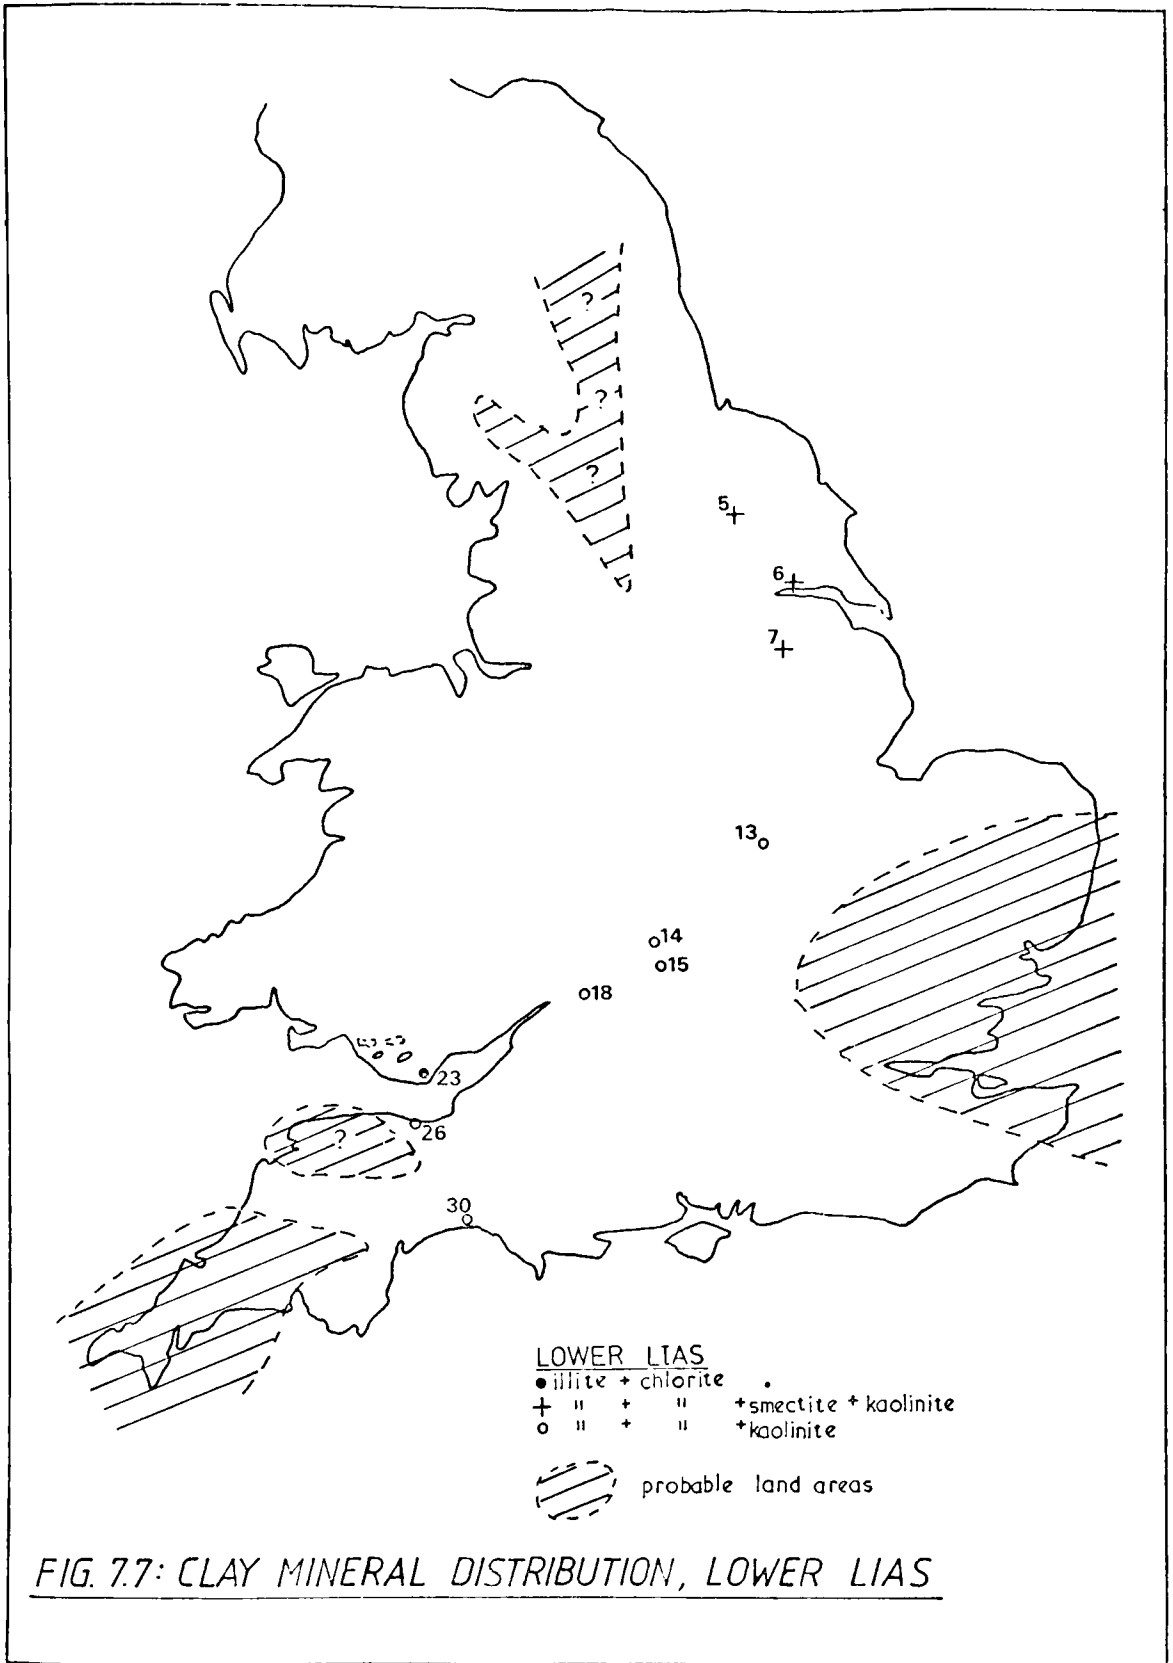 ?
?
?
5
6
7
13
14
15
18
23
?
26
30
LOWER LIAS
illite + chlorite
+ " + " + smectite + kaolinite
o " + " + kaolinite
probable land areas
FIG. 7.7: CLAY MINERAL DISTRIBUTION, LOWER LIAS